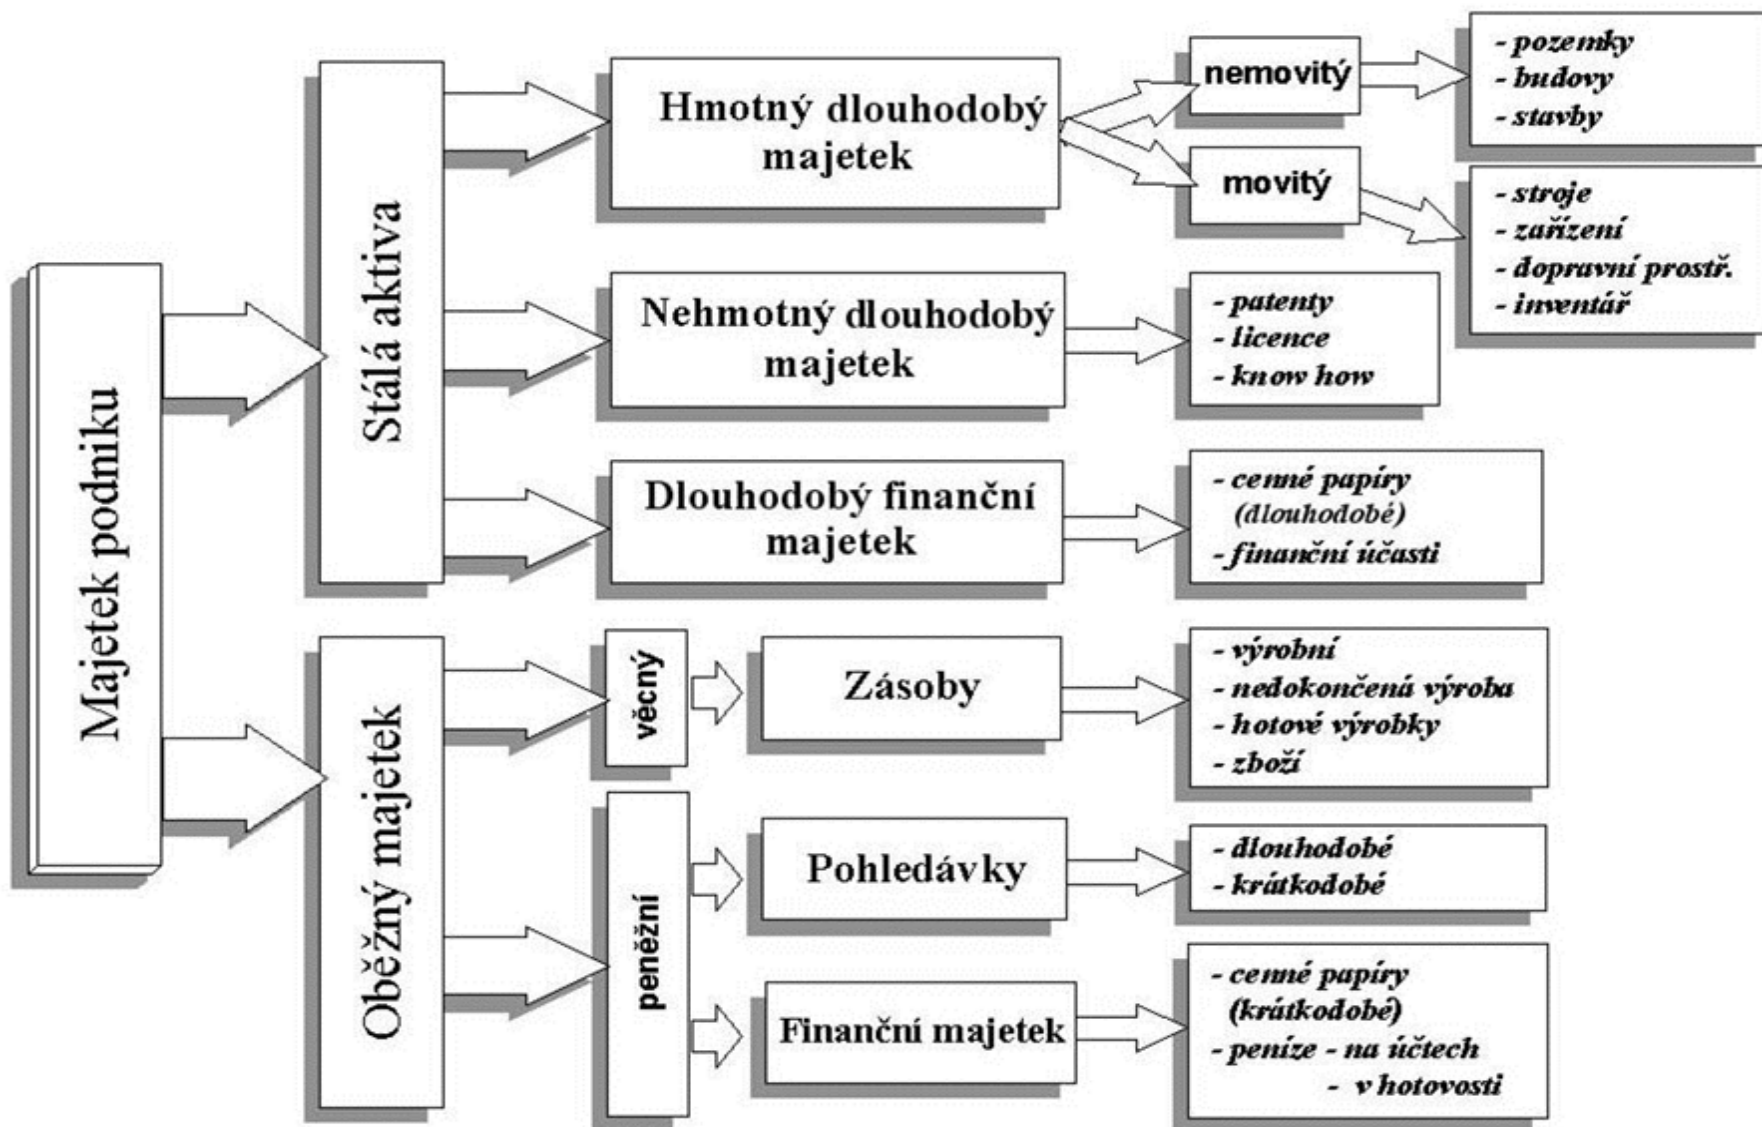 Majetek podniku
Stálá aktiva
Hmotný dlouhodobý
majetek
nemovitý
- pozemky
- budovy
- stavby
movitý
- stroje
- zařízení
- dopravní prostř.
- inventář
Nehmotný dlouhodobý
majetek
- patenty
- licence
- know how
Dlouhodobý finanční
majetek
- cenné papíry
(dlouhodobé)
- finanční účasti
Oběžný majetek
věcný
Zásoby
- výrobní
- nedokončená výroba
- hotové výrobky
- zboží
peněžní
Pohledávky
- dlouhodobé
- krátkodobé
Finanční majetek
- cenné papíry
(krátkodobé)
- peníze - na účtech
- v hotovosti